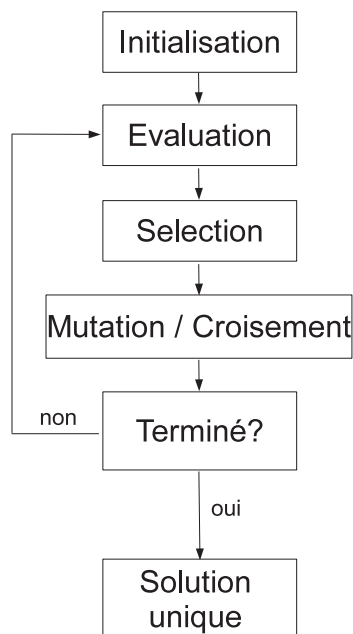 Initialisation
Evaluation
Selection
Mutation / Croisement
Terminé?
non
oui
Solution
unique